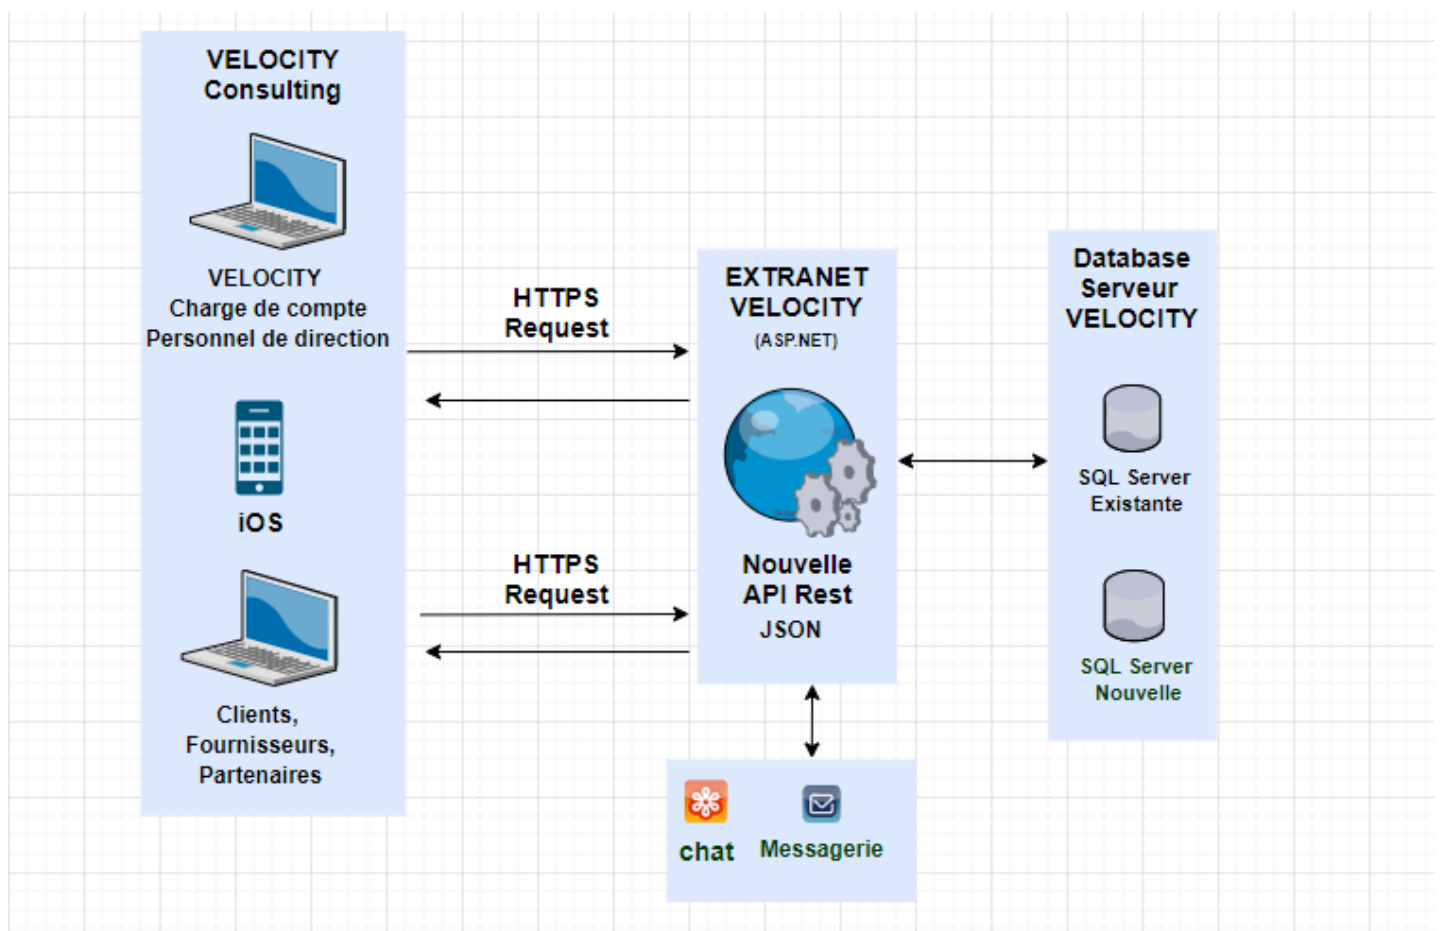 VELOCITY
Consulting
VELOCITY
Charge de compte
Personnel de direction
iOS
Clients,
Fournisseurs,
Partenaires
HTTPS
Request
HTTPS
Request
EXTRANET
VELOCITY
(ASP.NET)
Nouvelle
API Rest
JSON
chat
Messagerie
Database
Serveur
VELOCITY
SQL Server
Existante
SQL Server
Nouvelle